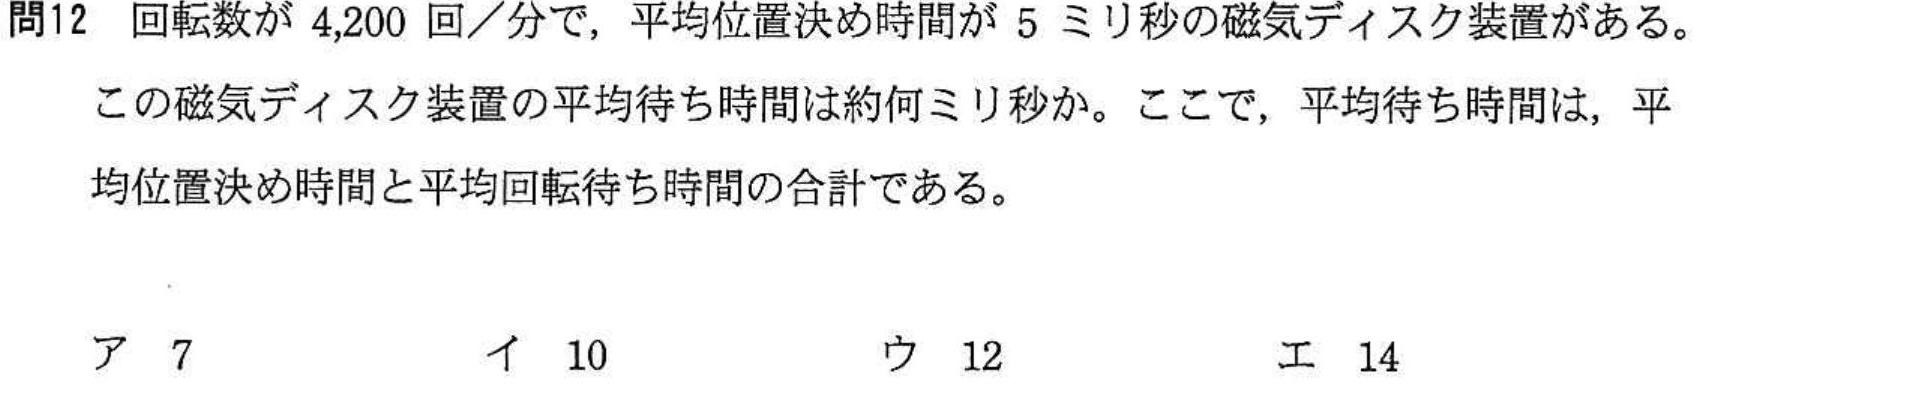 問12 回転数が 4,200 回／分で，平均位置決め時間が 5 ミリ秒の磁気ディスク装置がある。
この磁気ディスク装置の平均待ち時間は約何ミリ秒か。ここで，平均待ち時間は，平
均位置決め時間と平均回転待ち時間の合計である。
ア 7 イ 10 ウ 12 エ 14